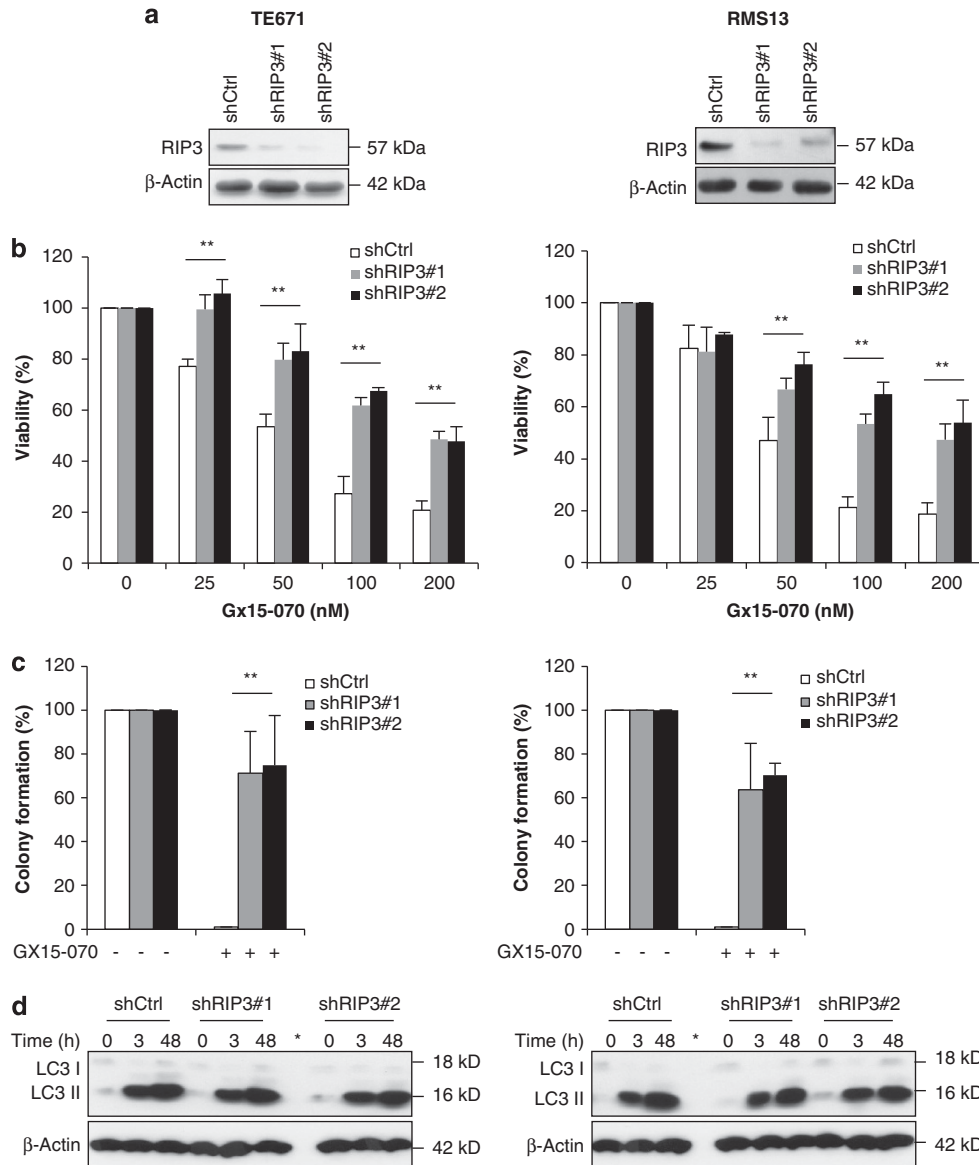 a
TE671
RMS13
shCtrl
shRIP3#1
shRIP3#2
shCtrl
shRIP3#1
shRIP3#2
RIP3
57 kDa
β-Actin
42 kDa
RIP3
57 kDa
β-Actin
42 kDa
b
120
100
80
60
40
20
0
Viability (%)
** ** ** **
shCtrl
shRIP3#1
shRIP3#2
0 25 50 100 200
Gx15-070 (nM)
120
100
80
60
40
20
0
Viability (%)
** ** **
shCtrl
shRIP3#1
shRIP3#2
0 25 50 100 200
Gx15-070 (nM)
c
120
100
80
60
40
20
0
Colony formation (%)
**
shCtrl
shRIP3#1
shRIP3#2
GX15-070 - - - + + +
120
100
80
60
40
20
0
Colony formation (%)
**
shCtrl
shRIP3#1
shRIP3#2
GX15-070 - - - + + +
d
shCtrl shRIP3#1 shRIP3#2
Time (h) 0 3 48 0 3 48 * 0 3 48
LC3 I
18 kD
LC3 II
16 kD
β-Actin
42 kD
shCtrl shRIP3#1 shRIP3#2
Time (h) 0 3 48 * 0 3 48 0 3 48
LC3 I
18 kD
LC3 II
16 kD
β-Actin
42 kD